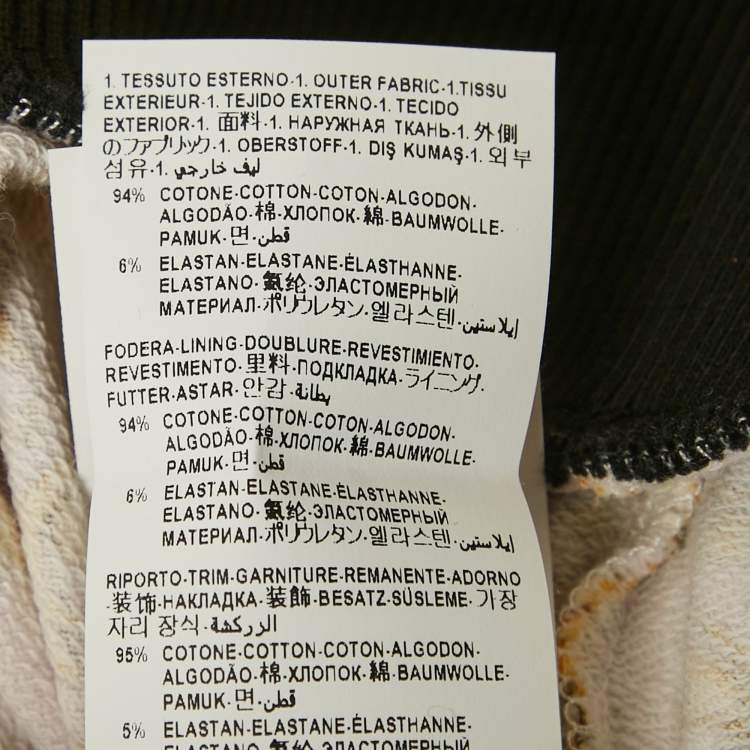 1. TESSUTO ESTERNO·1. OUTER FABRIC·1.TISSU
EXTERIEUR·1. TEJIDO EXTERNO·1. TECIDO
EXTERIOR·1. 面料·1. НАРУЖНАЯ ТКАНЬ·1. 外側
のファブリック·1. OBERSTOFF·1. DIŞ KUMAŞ·1. 외부
섬유·1. ليف خارجي
94% COTONE·COTTON·COTON·ALGODON·
ALGODÃO·棉·ХЛОПОК·綿·BAUMWOLLE·
PAMUK·면·قطن
6% ELASTAN·ELASTANE·ÉLASTHANNE·
ELASTANO·氨纶·ЭЛАСТОМЕРНЫЙ
МАТЕРИАЛ·ポリウレタン·엘라스텐·إيلاستين
FODERA·LINING·DOUBLURE·REVESTIMIENTO·
REVESTIMENTO·里料·ПОДКЛАДКА·ライニング·
FUTTER·ASTAR·안감·بطانة
94% COTONE·COTTON·COTON·ALGODON·
ALGODÃO·棉·ХЛОПОК·綿·BAUMWOLLE·
PAMUK·면·قطن
6% ELASTAN·ELASTANE·ÉLASTHANNE·
ELASTANO·氨纶·ЭЛАСТОМЕРНЫЙ
МАТЕРИАЛ·ポリウレタン·엘라스텐·إيلاستين
RIPORTO·TRIM·GARNITURE·REMANENTE·ADORNO
·装饰·НАКЛАДКА·装飾·BESATZ·SÜSLEME·가장
자리 장식·الزركشة
95% COTONE·COTTON·COTON·ALGODON·
ALGODÃO·棉·ХЛОПОК·綿·BAUMWOLLE·
PAMUK·면·قطن
5% ELASTAN·ELASTANE·ÉLASTHANNE·
ELASTANO·氨纶·ЭЛАСТОМЕРНЫЙ